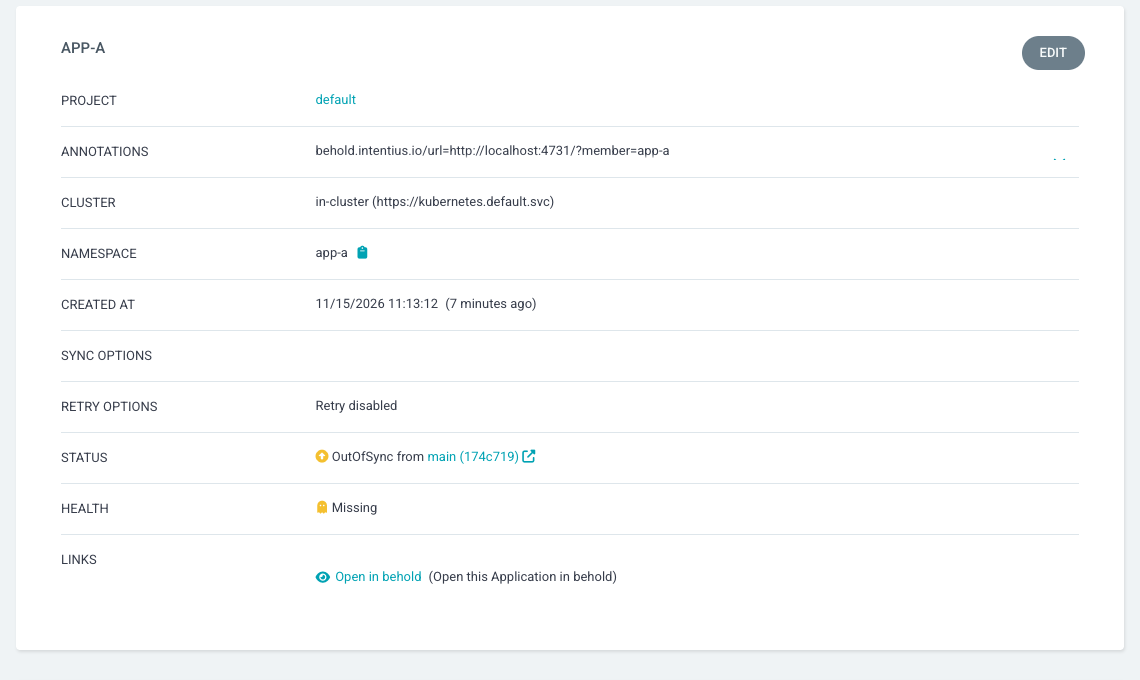 APP-A
EDIT
PROJECT default
ANNOTATIONS behold.intentius.io/url=http://localhost:4731/?member=app-a
CLUSTER in-cluster (https://kubernetes.default.svc)
NAMESPACE app-a
CREATED AT 11/15/2026 11:13:12 (7 minutes ago)
SYNC OPTIONS
RETRY OPTIONS Retry disabled
STATUS OutOfSync from main (174c719)
HEALTH Missing
LINKS
Open in behold (Open this Application in behold)